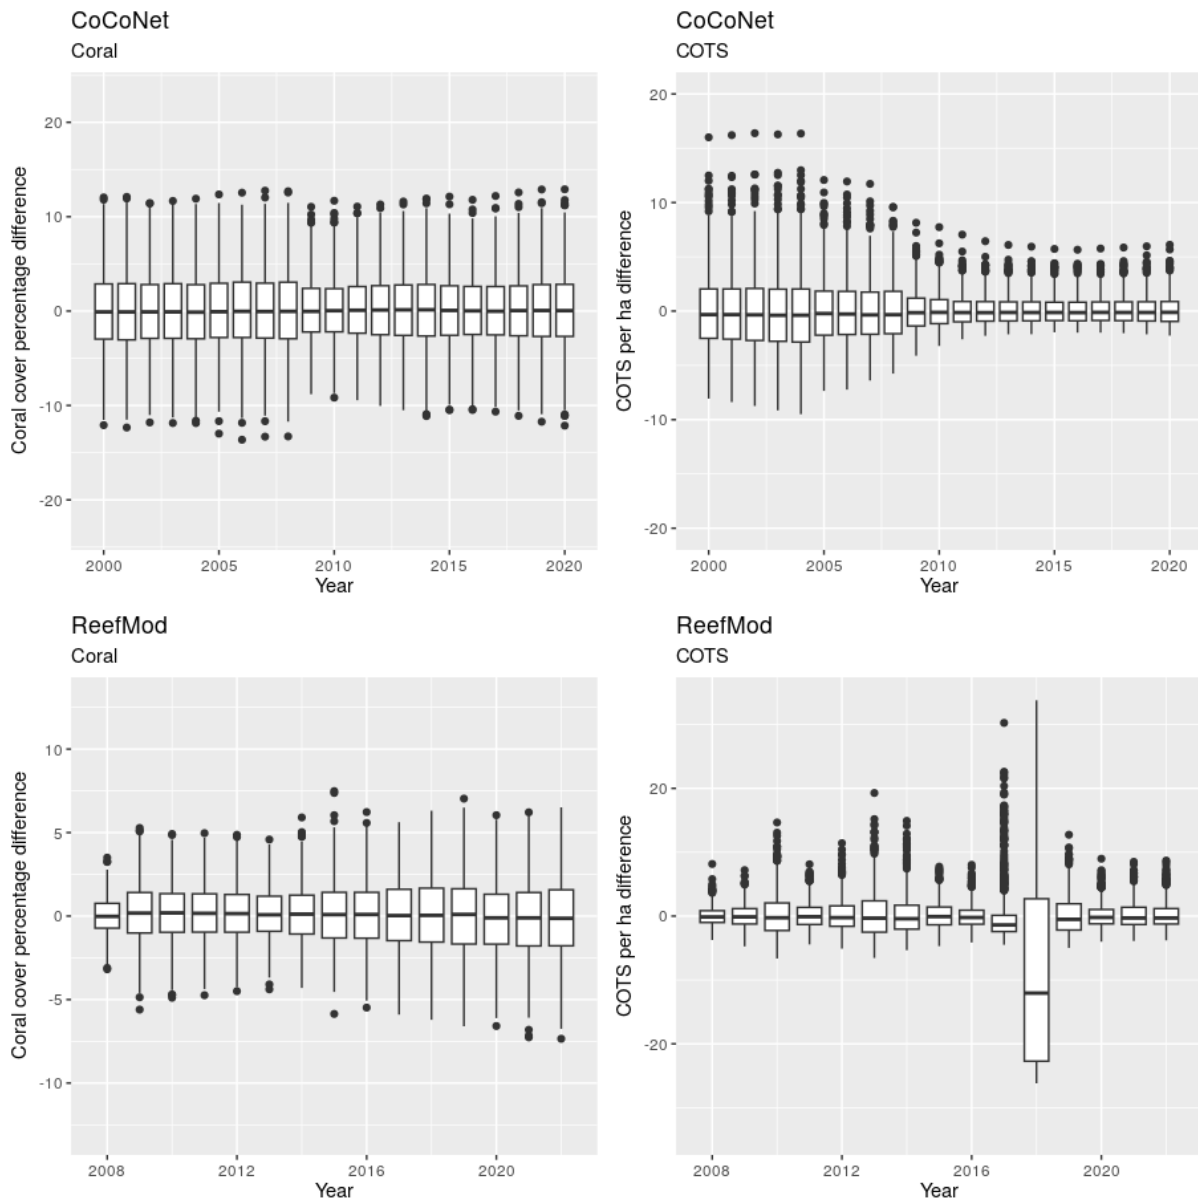 CoCoNet
Coral
Coral cover percentage difference
20
10
0
-10
-20
2000 2005 2010 2015 2020
Year
CoCoNet
COTS
COTS per ha difference
20
10
0
-10
-20
2000 2005 2010 2015 2020
Year
ReefMod
Coral
Coral cover percentage difference
10
5
0
-5
-10
2008 2012 2016 2020
Year
ReefMod
COTS
COTS per ha difference
20
0
-20
2008 2012 2016 2020
Year